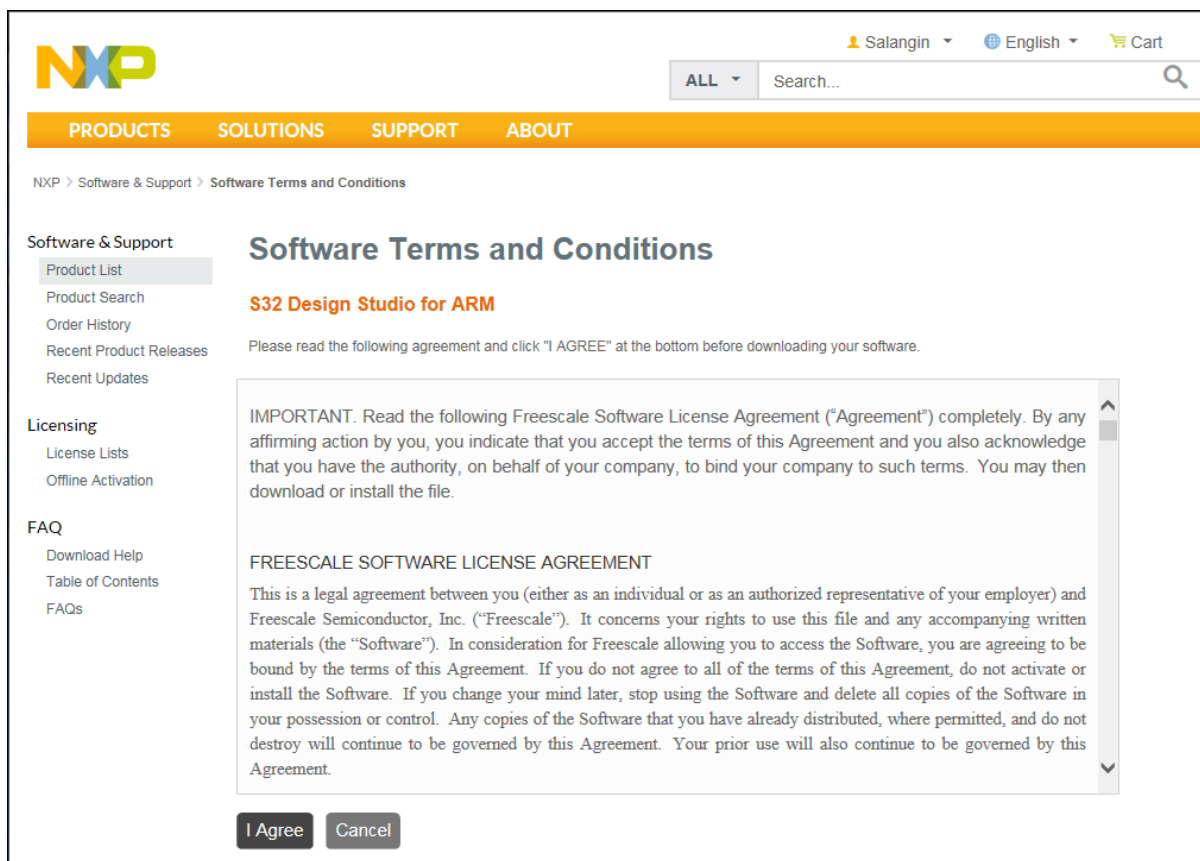 NXP
Salangin English Cart
ALL Search...
PRODUCTS SOLUTIONS SUPPORT ABOUT
NXP > Software & Support > Software Terms and Conditions
Software & Support
Product List
Product Search
Order History
Recent Product Releases
Recent Updates
Licensing
License Lists
Offline Activation
FAQ
Download Help
Table of Contents
FAQs
Software Terms and Conditions
S32 Design Studio for ARM
Please read the following agreement and click "I AGREE" at the bottom before downloading your software.
IMPORTANT. Read the following Freescale Software License Agreement (“Agreement”) completely. By any
affirming action by you, you indicate that you accept the terms of this Agreement and you also acknowledge
that you have the authority, on behalf of your company, to bind your company to such terms. You may then
download or install the file.
FREESCALE SOFTWARE LICENSE AGREEMENT
This is a legal agreement between you (either as an individual or as an authorized representative of your employer) and
Freescale Semiconductor, Inc. (“Freescale”). It concerns your rights to use this file and any accompanying written
materials (the “Software”). In consideration for Freescale allowing you to access the Software, you are agreeing to be
bound by the terms of this Agreement. If you do not agree to all of the terms of this Agreement, do not activate or
install the Software. If you change your mind later, stop using the Software and delete all copies of the Software in
your possession or control. Any copies of the Software that you have already distributed, where permitted, and do not
destroy will continue to be governed by this Agreement. Your prior use will also continue to be governed by this
Agreement.
I Agree Cancel